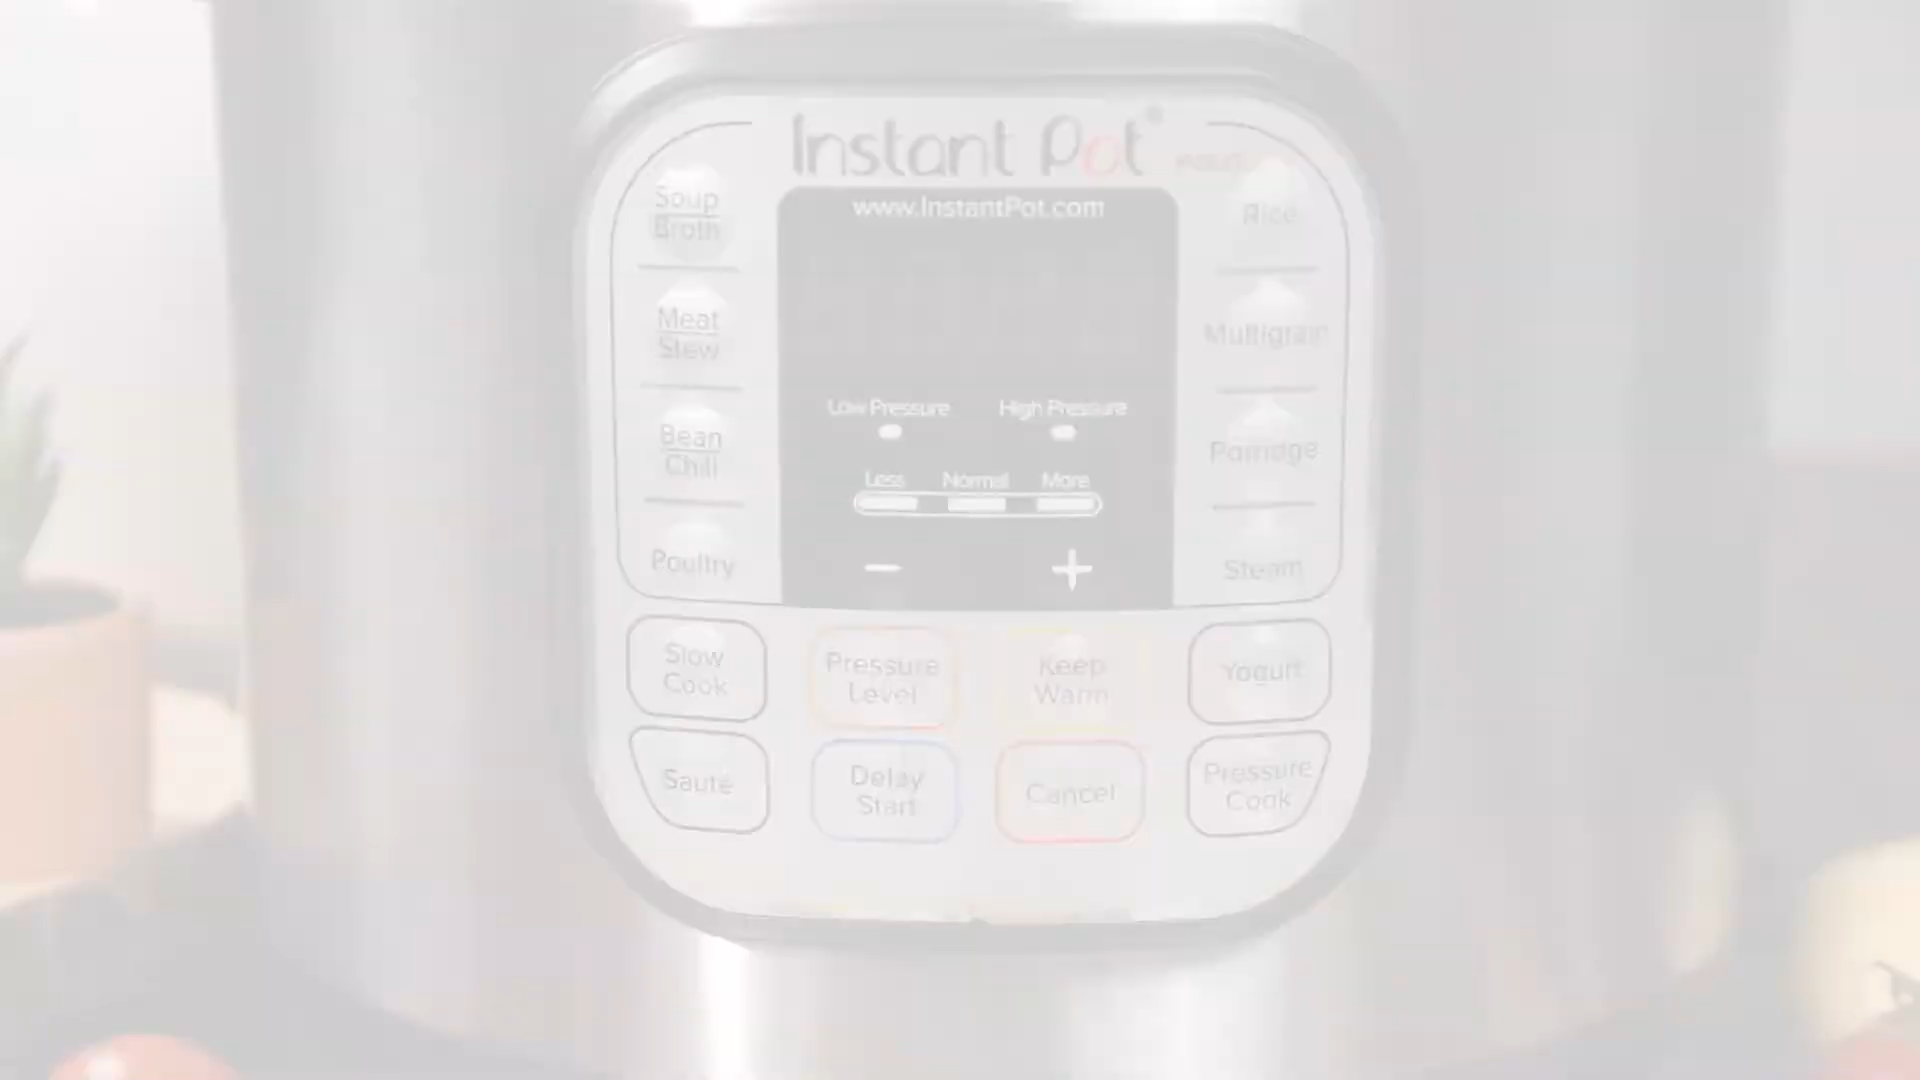 Instant Pot®
www.InstantPot.com
Soup
Broth
Meat
Stew
Bean
Chili
Poultry
Low Pressure
High Pressure
Less Normal More
− +
Rice
Multigrain
Porridge
Steam
Slow
Cook
Pressure
Level
Keep
Warm
Yogurt
Sauté
Delay
Start
Cancel
Pressure
Cook